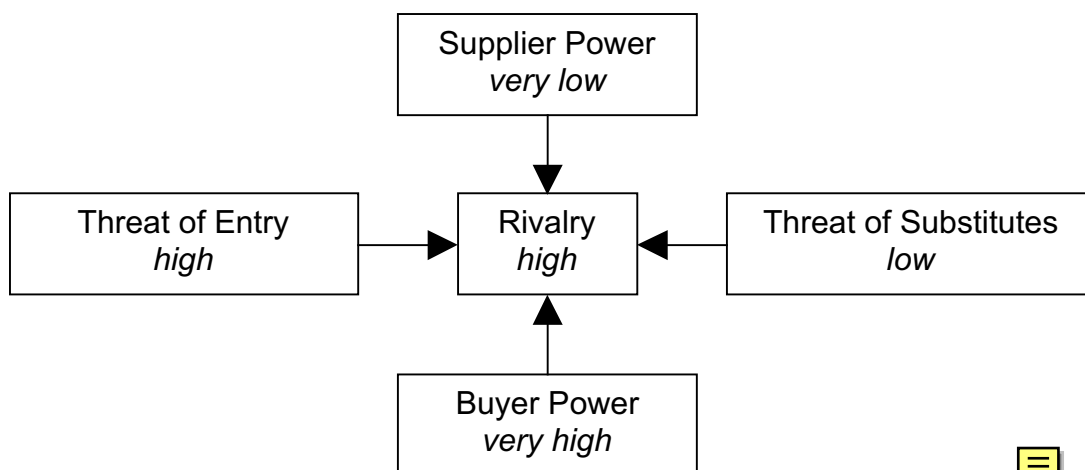 Supplier Power
very low
Threat of Entry
high
Rivalry
high
Threat of Substitutes
low
Buyer Power
very high